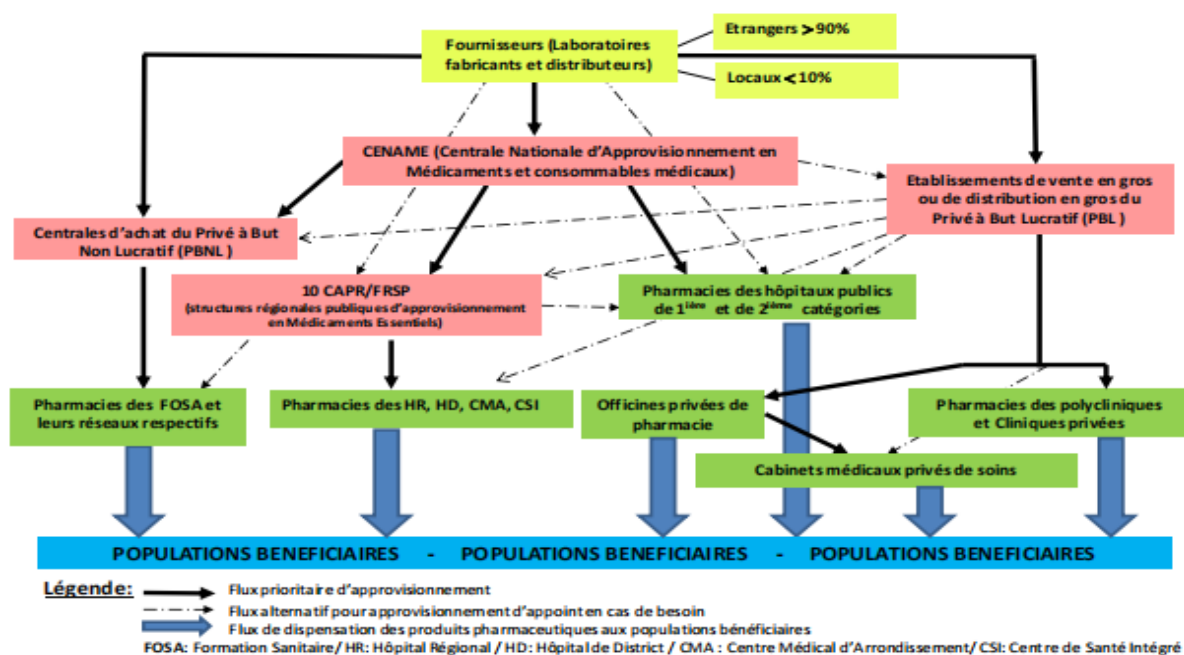 Fournisseurs (Laboratoires
fabricants et distributeurs)
Etrangers >90%
Locaux <10%
CENAME (Centrale Nationale d'Approvisionnement en
Médicaments et consommables médicaux)
Etablissements de vente en gros
ou de distribution en gros du
Privé à But Lucratif (PBL)
Centrales d'achat du Privé à But
Non Lucratif (PBNL )
10 CAPR/FRSP
(structures régionales publiques d'approvisionnement
en Médicaments Essentiels)
Pharmacies des hôpitaux publics
de 1ière et de 2ième catégories
Pharmacies des FOSA et
leurs réseaux respectifs
Pharmacies des HR, HD, CMA, CSI
Officines privées de
pharmacie
Pharmacies des polycliniques
et Cliniques privées
Cabinets médicaux privés de soins
POPULATIONS BENEFICIAIRES - POPULATIONS BENEFICIAIRES - POPULATIONS BENEFICIAIRES
Légende:
Flux prioritaire d'approvisionnement
Flux alternatif pour approvisionnement d'appoint en cas de besoin
Flux de dispensation des produits pharmaceutiques aux populations bénéficiaires
FOSA: Formation Sanitaire/ HR: Hôpital Régional / HD: Hôpital de District / CMA : Centre Médical d'Arrondissement/ CSI: Centre de Santé Intégré